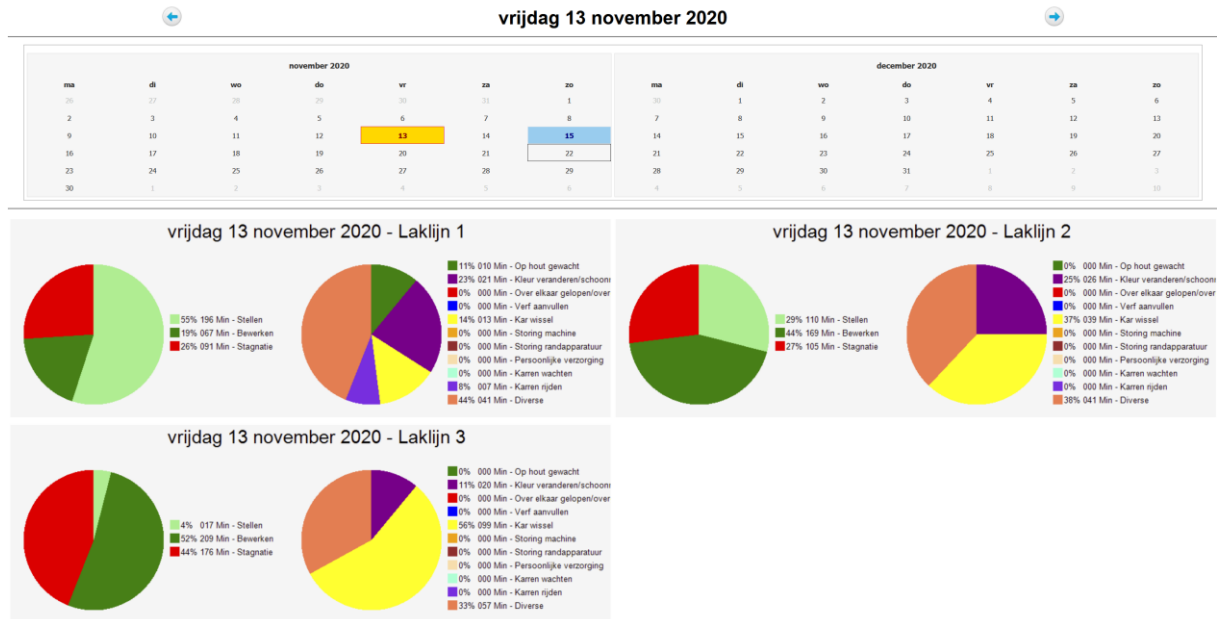 vrijdag 13 november 2020
november 2020
ma di wo do vr za zo
26 27 28 29 30 31 1
2 3 4 5 6 7 8
9 10 11 12 13 14 15
16 17 18 19 20 21 22
23 24 25 26 27 28 29
30 1 2 3 4 5 6
december 2020
ma di wo do vr za zo
30 1 2 3 4 5 6
7 8 9 10 11 12 13
14 15 16 17 18 19 20
21 22 23 24 25 26 27
28 29 30 31 1 2 3
4 5 6 7 8 9 10
vrijdag 13 november 2020 - Laklijn 1
55% 196 Min - Stellen
19% 067 Min - Bewerken
26% 091 Min - Stagnatie
11% 010 Min - Op hout gewacht
23% 021 Min - Kleur veranderen/schoonm
0% 000 Min - Over elkaar gelopen/over
0% 000 Min - Verf aanvullen
14% 013 Min - Kar wissel
0% 000 Min - Storing machine
0% 000 Min - Storing randapparatuur
0% 000 Min - Persoonlijke verzorging
0% 000 Min - Karren wachten
8% 007 Min - Karren rijden
44% 041 Min - Diverse
vrijdag 13 november 2020 - Laklijn 2
29% 110 Min - Stellen
44% 169 Min - Bewerken
27% 105 Min - Stagnatie
0% 000 Min - Op hout gewacht
25% 026 Min - Kleur veranderen/schoonm
0% 000 Min - Over elkaar gelopen/over
0% 000 Min - Verf aanvullen
37% 039 Min - Kar wissel
0% 000 Min - Storing machine
0% 000 Min - Storing randapparatuur
0% 000 Min - Persoonlijke verzorging
0% 000 Min - Karren wachten
0% 000 Min - Karren rijden
38% 041 Min - Diverse
vrijdag 13 november 2020 - Laklijn 3
4% 017 Min - Stellen
52% 209 Min - Bewerken
44% 176 Min - Stagnatie
0% 000 Min - Op hout gewacht
11% 020 Min - Kleur veranderen/schoonm
0% 000 Min - Over elkaar gelopen/over
0% 000 Min - Verf aanvullen
56% 099 Min - Kar wissel
0% 000 Min - Storing machine
0% 000 Min - Storing randapparatuur
0% 000 Min - Persoonlijke verzorging
0% 000 Min - Karren wachten
0% 000 Min - Karren rijden
33% 057 Min - Diverse